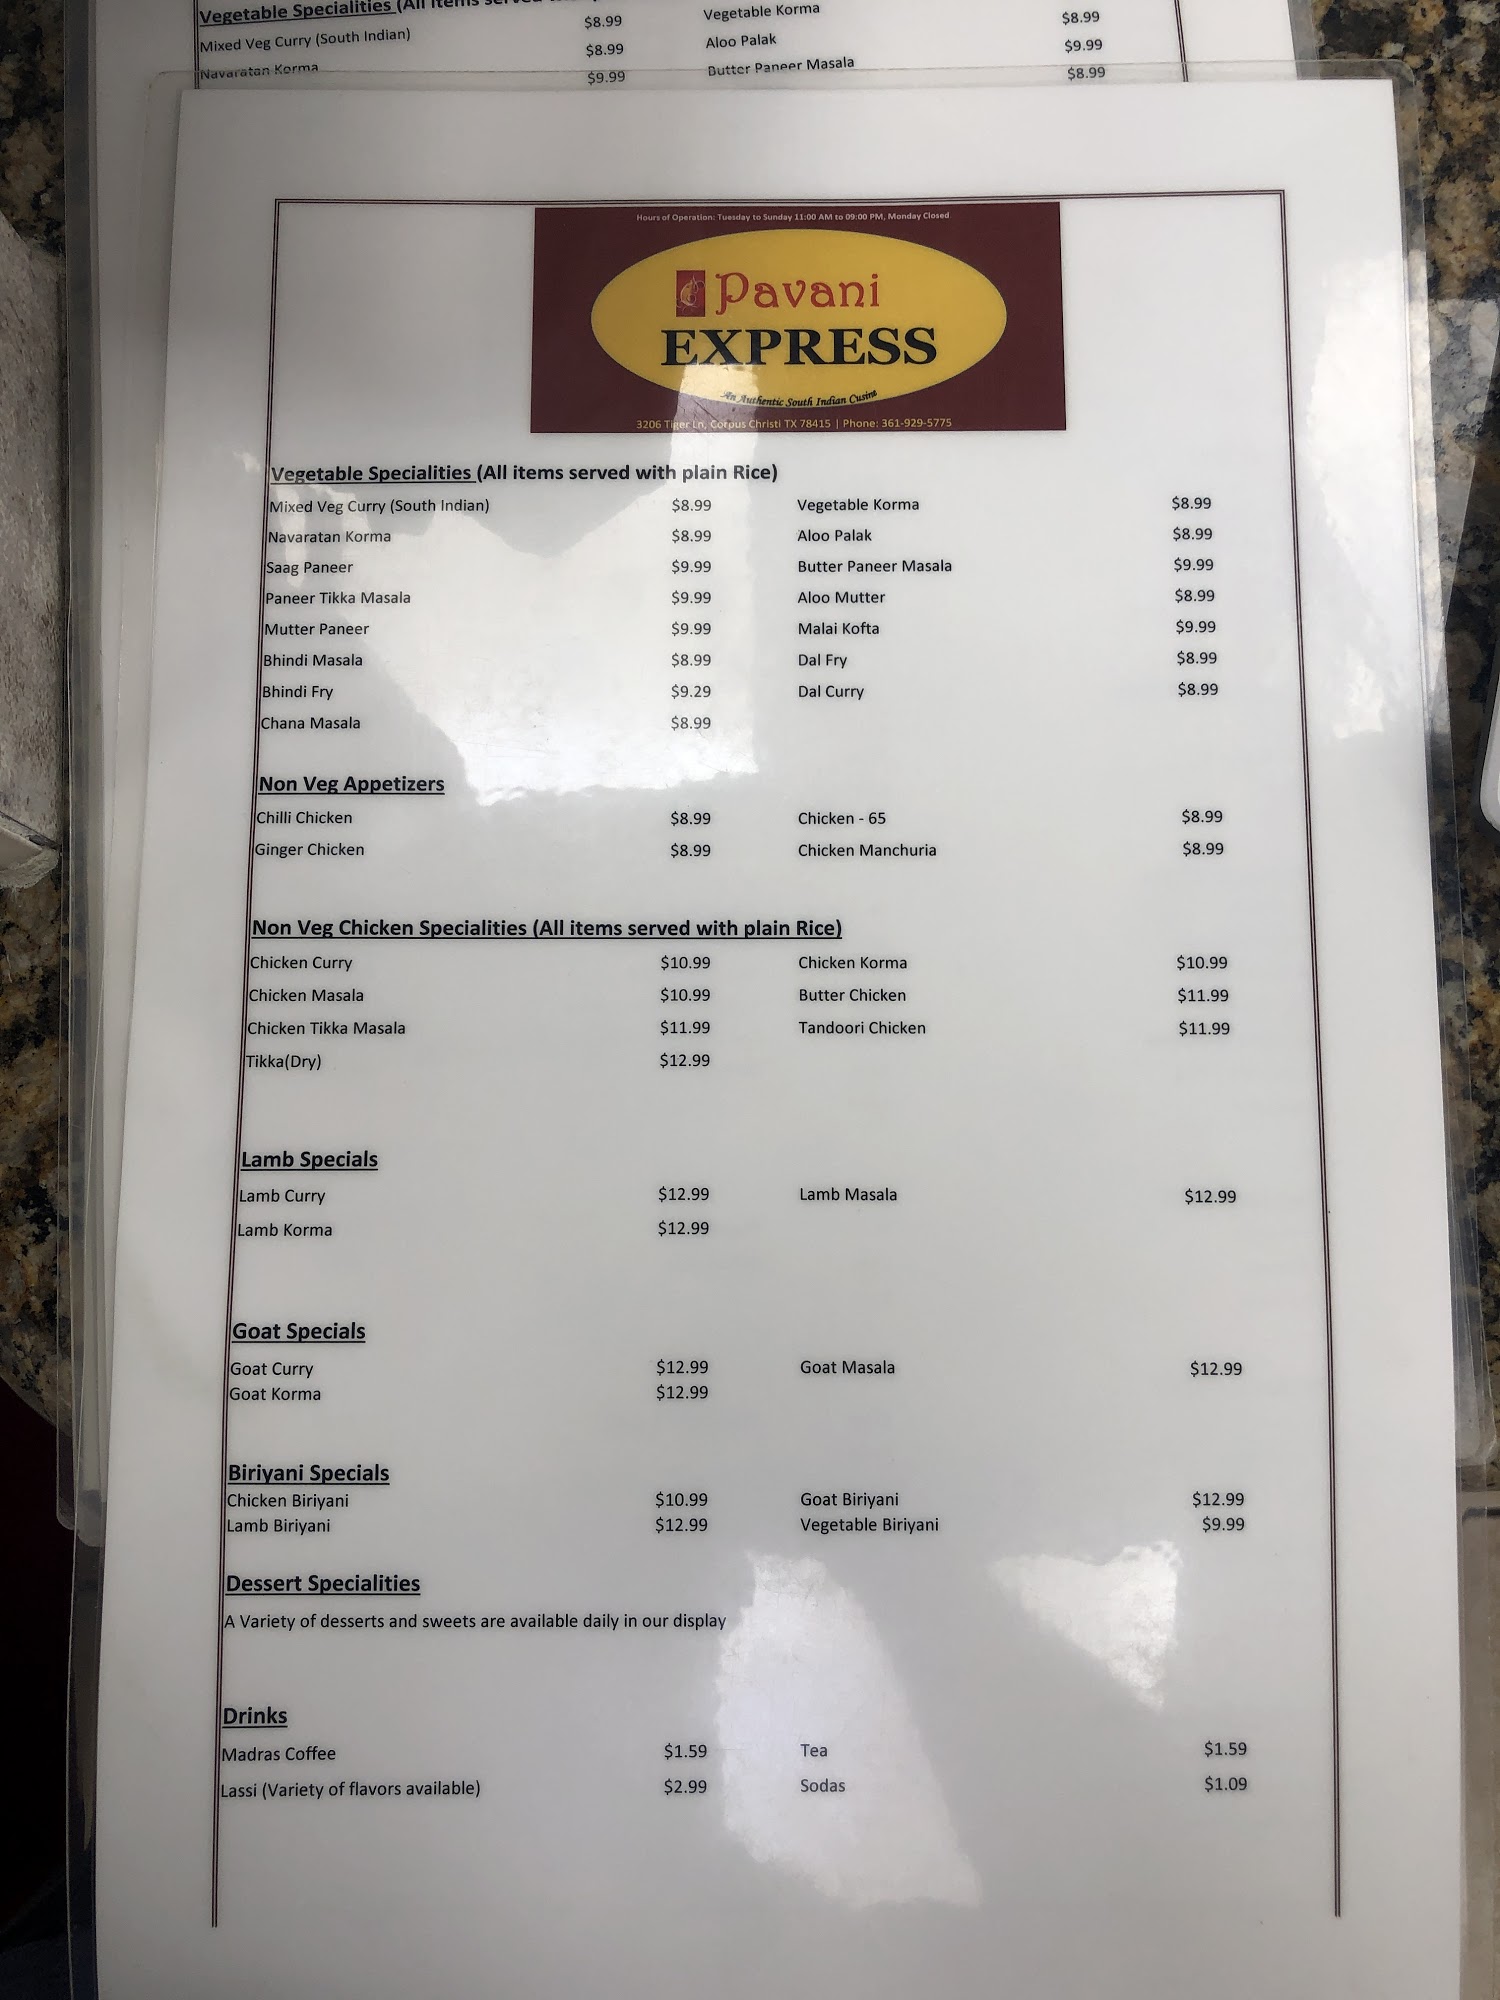 Vegetable Specialities (All items served
Mixed Veg Curry (South Indian) $8.99 Vegetable Korma $8.99
Navaratan Korma $8.99 Aloo Palak $9.99
$9.99 Butter Paneer Masala $8.99
Hours of Operation: Tuesday to Sunday 11:00 AM to 09:00 PM, Monday Closed
Pavani
EXPRESS
An Authentic South Indian Cusine
3206 Tiger Ln, Corpus Christi TX 78415 | Phone: 361-929-5775
Vegetable Specialities (All items served with plain Rice)
Mixed Veg Curry (South Indian) $8.99 Vegetable Korma $8.99
Navaratan Korma $8.99 Aloo Palak $8.99
Saag Paneer $9.99 Butter Paneer Masala $9.99
Paneer Tikka Masala $9.99 Aloo Mutter $8.99
Mutter Paneer $9.99 Malai Kofta $9.99
Bhindi Masala $8.99 Dal Fry $8.99
Bhindi Fry $9.29 Dal Curry $8.99
Chana Masala $8.99
Non Veg Appetizers
Chilli Chicken $8.99 Chicken - 65 $8.99
Ginger Chicken $8.99 Chicken Manchuria $8.99
Non Veg Chicken Specialities (All items served with plain Rice)
Chicken Curry $10.99 Chicken Korma $10.99
Chicken Masala $10.99 Butter Chicken $11.99
Chicken Tikka Masala $11.99 Tandoori Chicken $11.99
Tikka(Dry) $12.99
Lamb Specials
Lamb Curry $12.99 Lamb Masala $12.99
Lamb Korma $12.99
Goat Specials
Goat Curry $12.99 Goat Masala $12.99
Goat Korma $12.99
Biriyani Specials
Chicken Biriyani $10.99 Goat Biriyani $12.99
Lamb Biriyani $12.99 Vegetable Biriyani $9.99
Dessert Specialities
A Variety of desserts and sweets are available daily in our display
Drinks
Madras Coffee $1.59 Tea $1.59
Lassi (Variety of flavors available) $2.99 Sodas $1.09